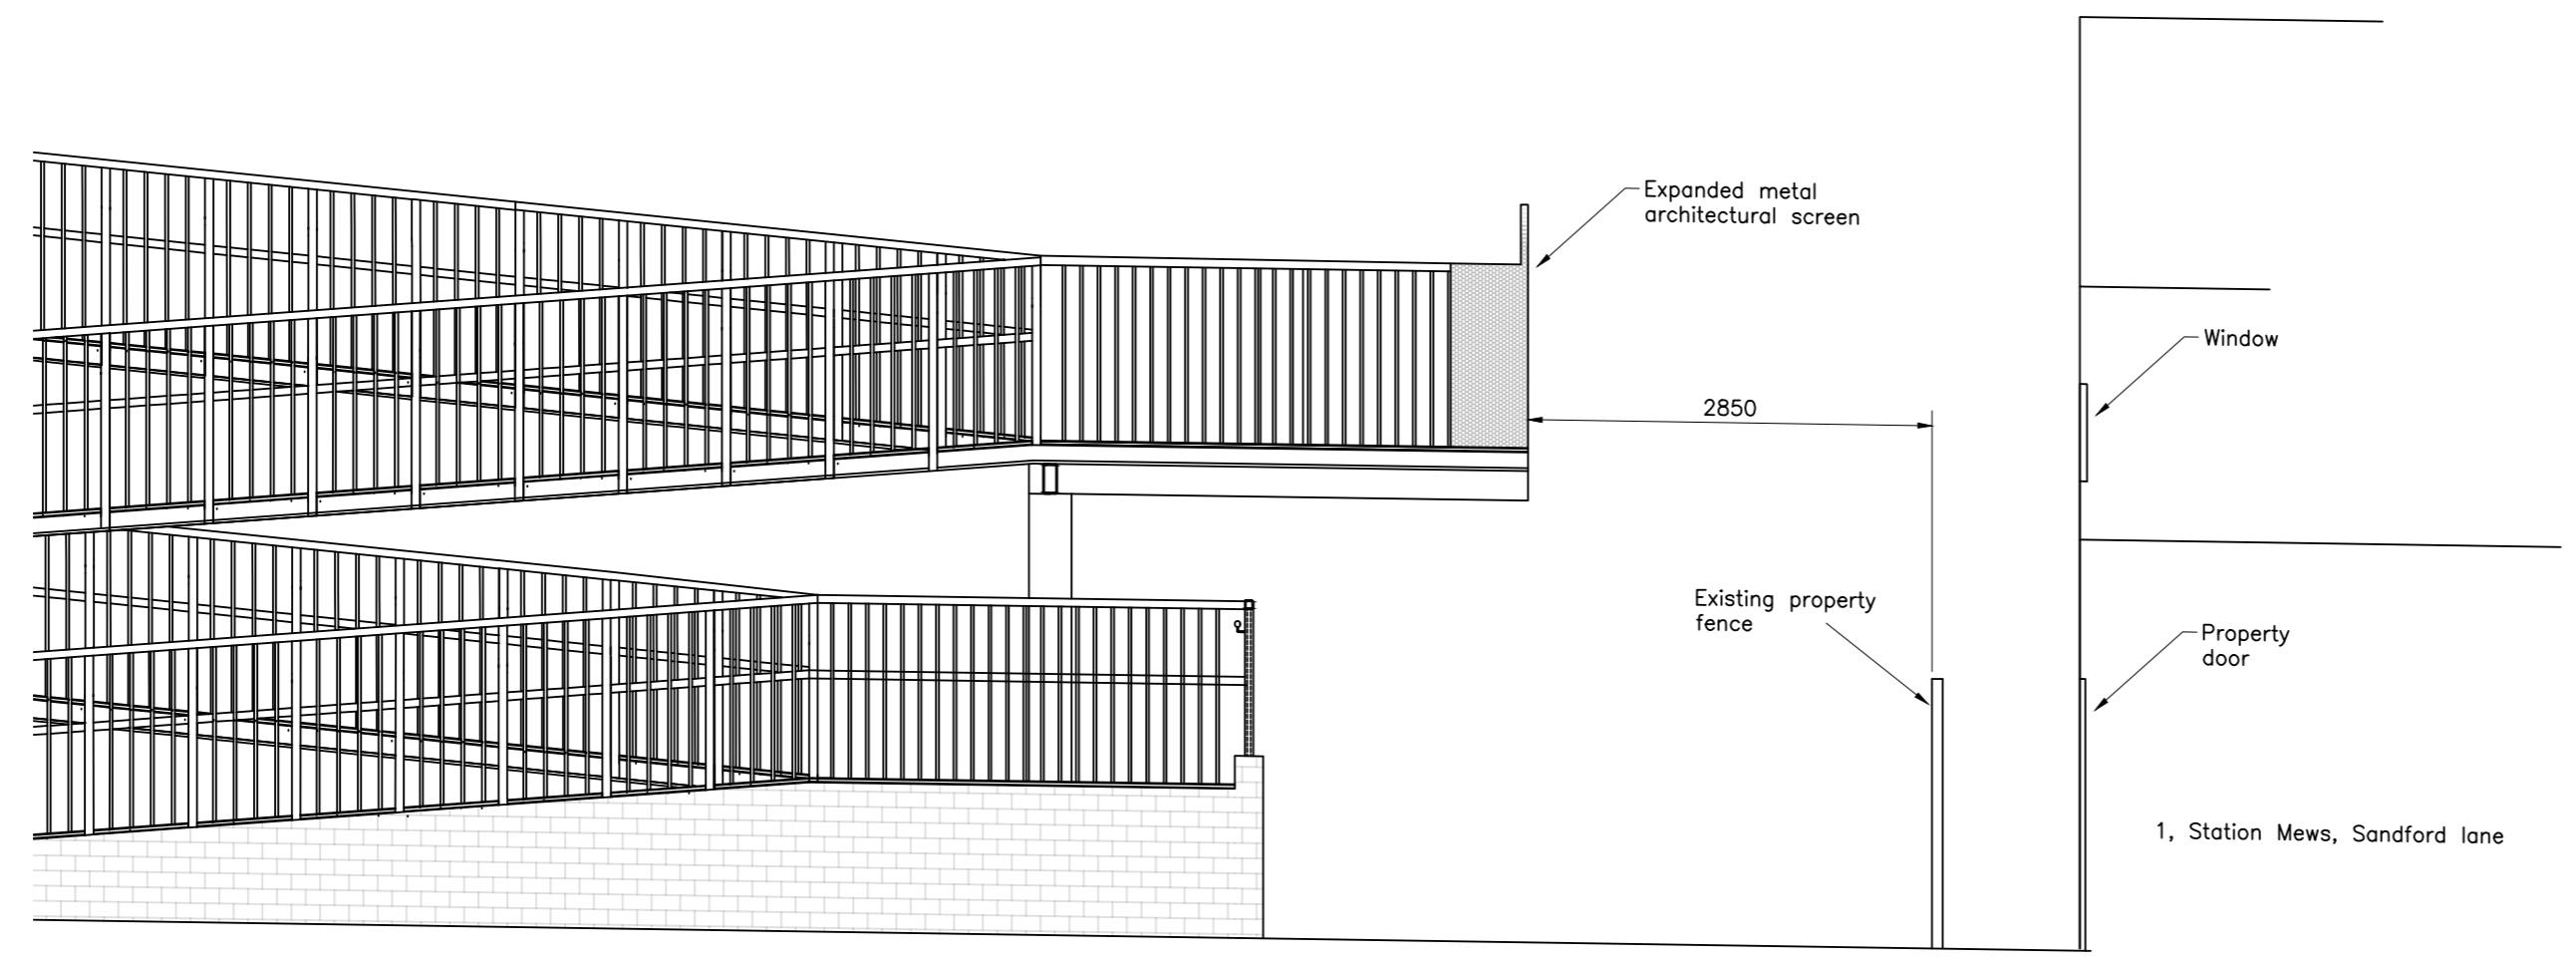 Expanded metal
architectural screen
Window
2850
Existing property
fence
Property
door
1, Station Mews, Sandford lane